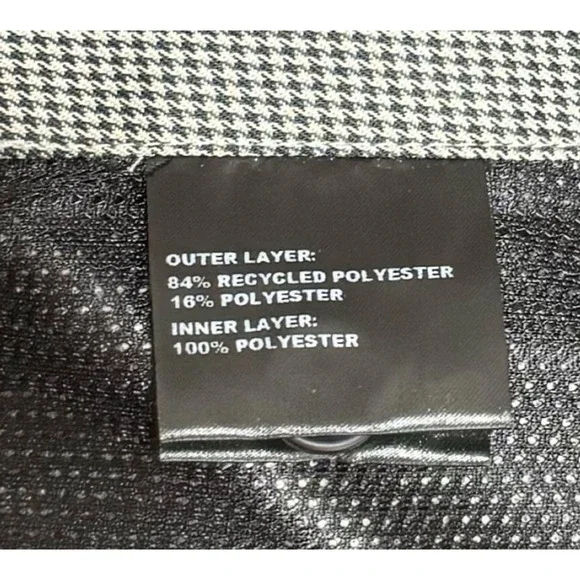 OUTER LAYER:
84% RECYCLED POLYESTER
16% POLYESTER
INNER LAYER:
100% POLYESTER